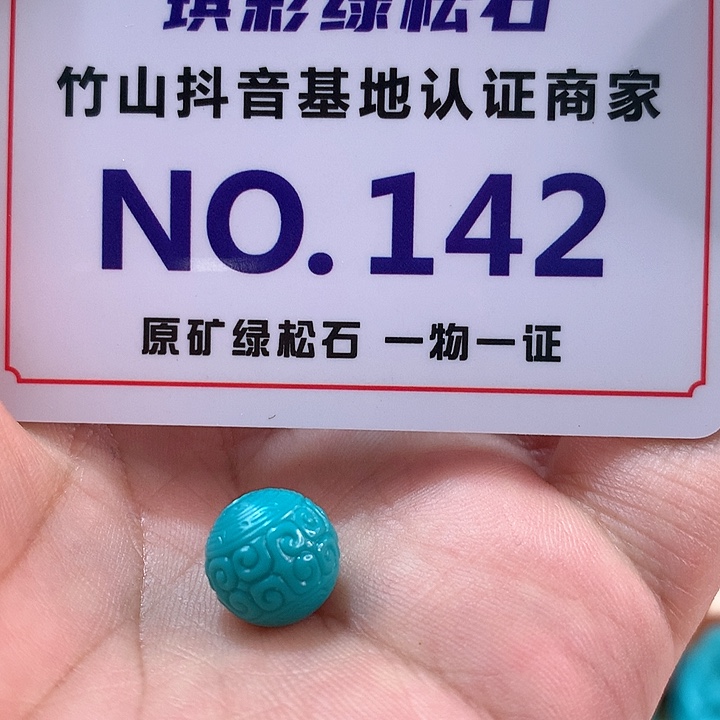 琪彩绿松石
竹山抖音基地认证商家
NO.142
原矿绿松石 一物一证